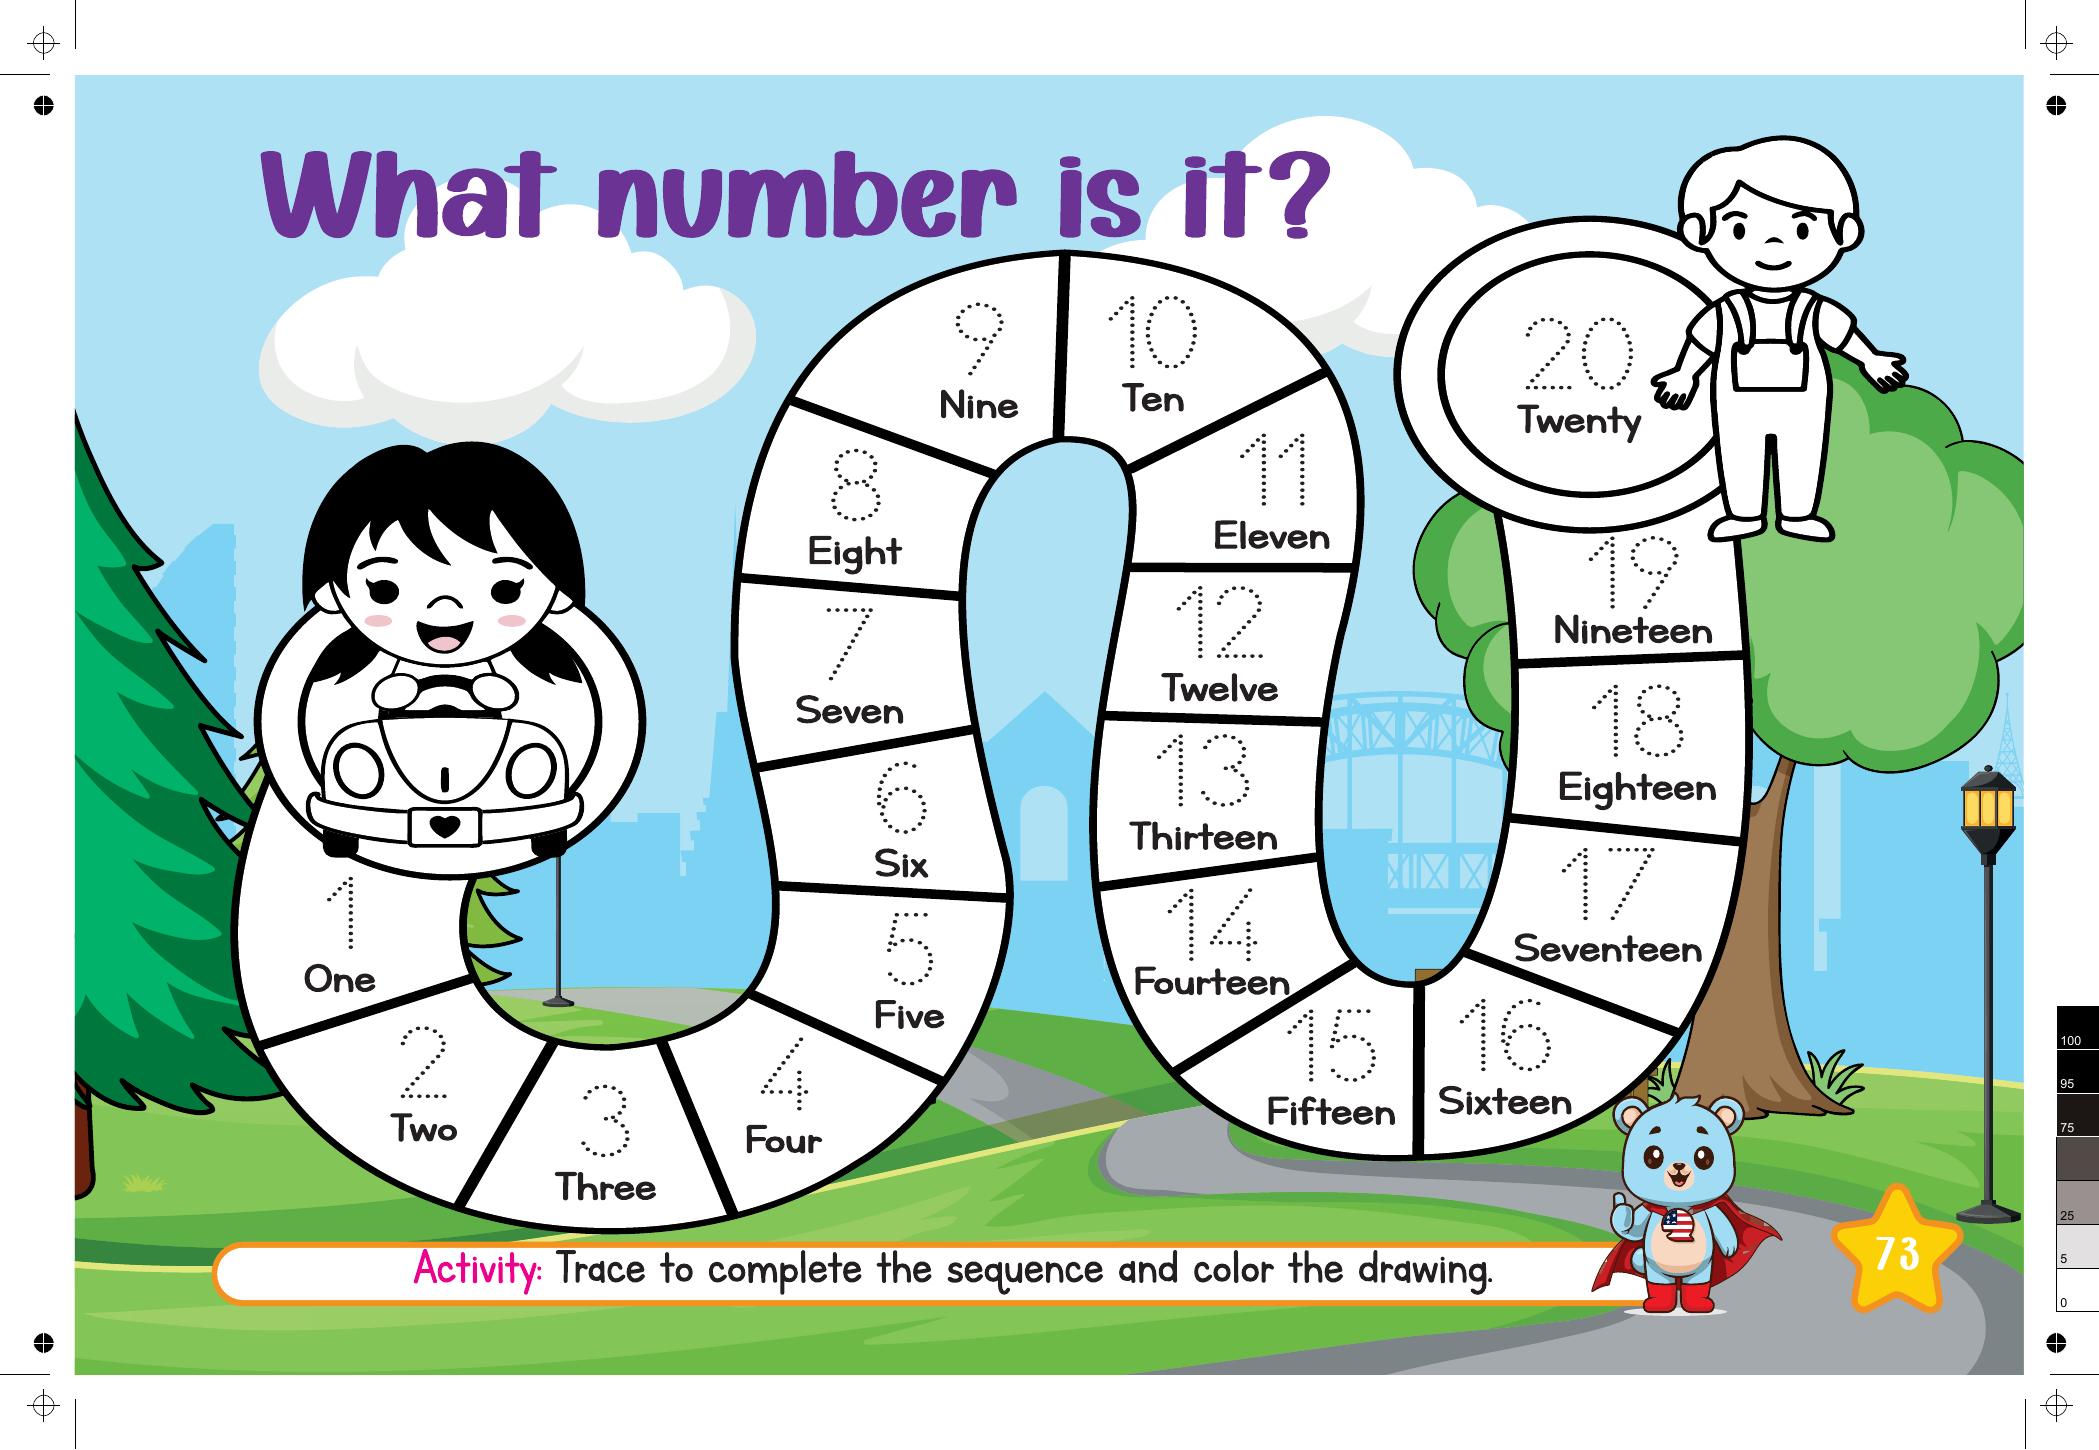 What number is it?
1
One
2
Two
3
Three
4
Four
5
Five
6
Six
7
Seven
8
Eight
9
Nine
10
Ten
11
Eleven
12
Twelve
13
Thirteen
14
Fourteen
15
Fifteen
16
Sixteen
17
Seventeen
18
Eighteen
19
Nineteen
20
Twenty
Activity: Trace to complete the sequence and color the drawing.
73
100
95
75
25
5
0